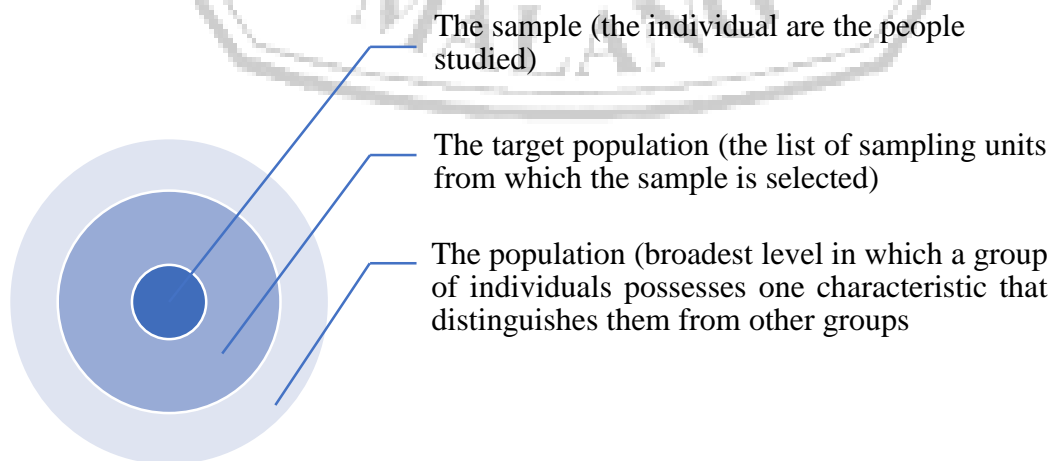 MALANG
The sample (the individual are the people
studied)
The target population (the list of sampling units
from which the sample is selected)
The population (broadest level in which a group
of individuals possesses one characteristic that
distinguishes them from other groups